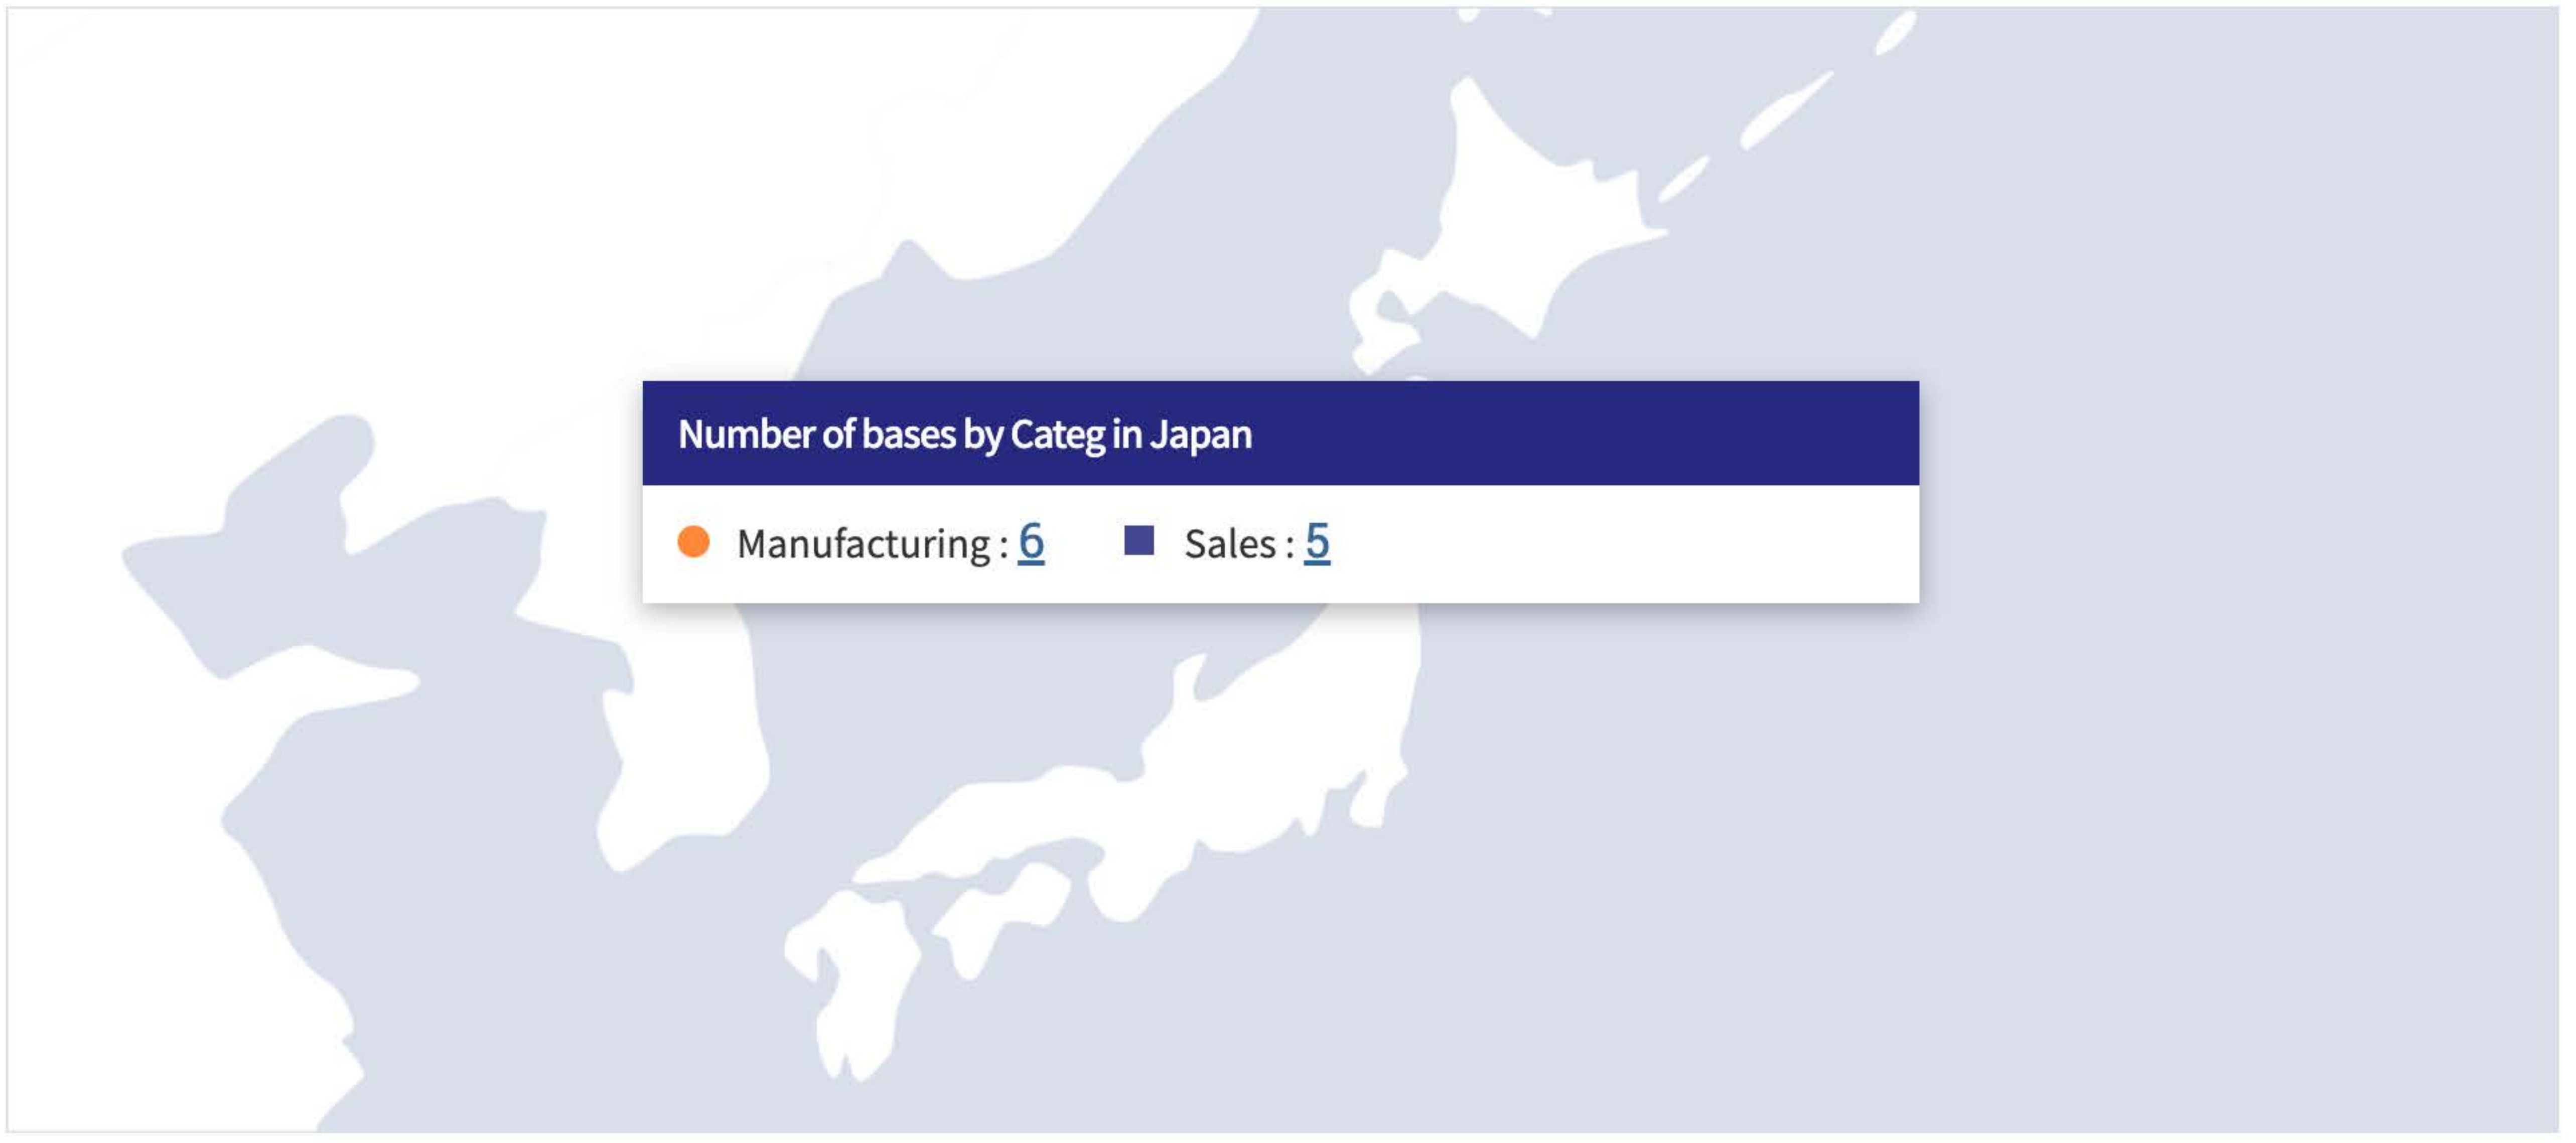 Number of bases by Categ in Japan
Manufacturing : 6 Sales : 5